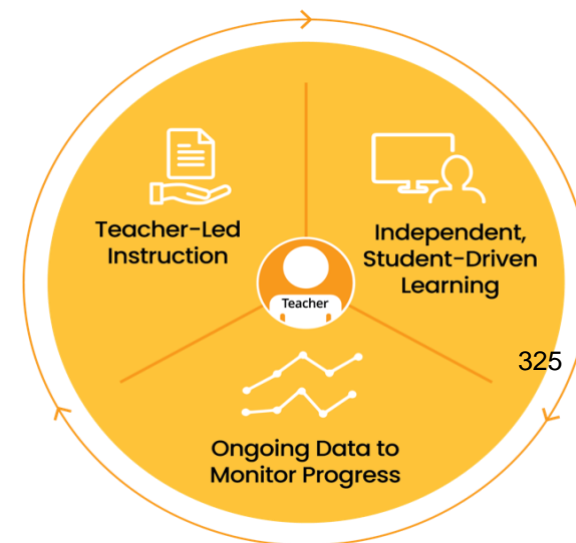 Teacher-Led
Instruction
Independent,
Student-Driven
Learning
Teacher
325
Ongoing Data to
Monitor Progress